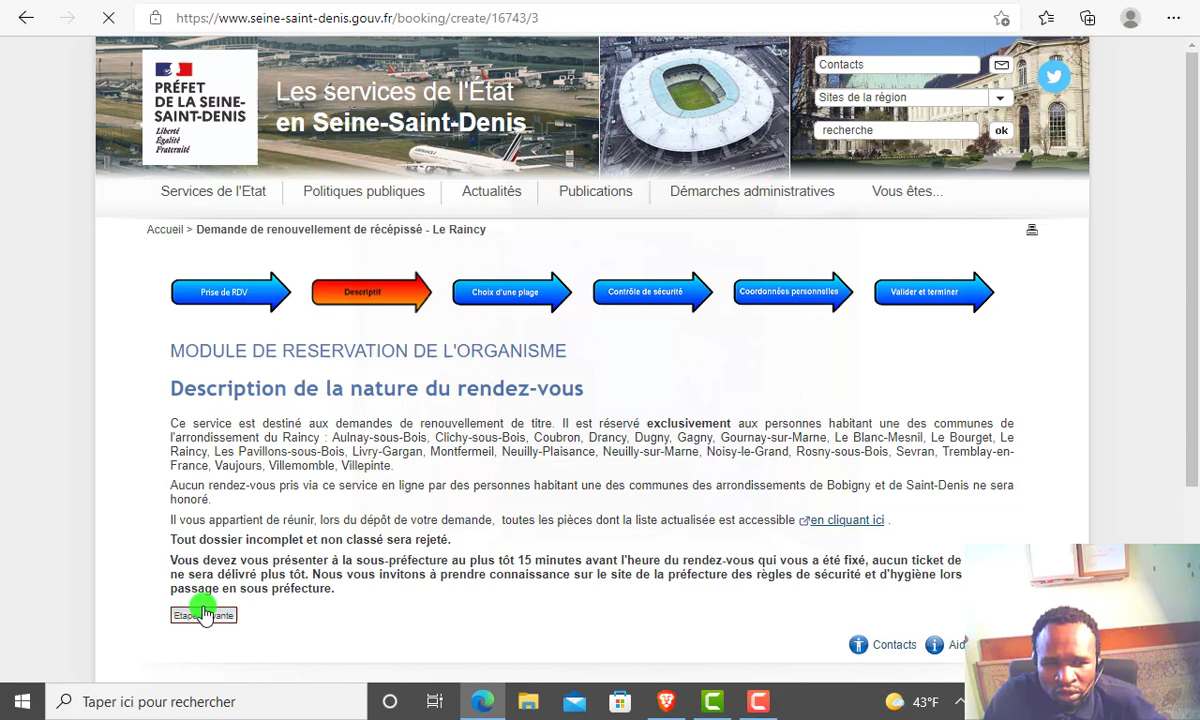 https://www.seine-saint-denis.gouv.fr/booking/create/16743/3
PRÉFET
DE LA SEINE-
SAINT-DENIS
Liberté
Égalité
Fraternité
Les services de l'État
en Seine-Saint-Denis
Contacts
Sites de la région
recherche
ok
Services de l'Etat
Politiques publiques
Actualités
Publications
Démarches administratives
Vous êtes...
Accueil > Demande de renouvellement de récépissé - Le Raincy
Prise de RDV
Descriptif
Choix d'une plage
Contrôle de sécurité
Coordonnées personnelles
Valider et terminer
MODULE DE RESERVATION DE L'ORGANISME
Description de la nature du rendez-vous
Ce service est destiné aux demandes de renouvellement de titre. Il est réservé exclusivement aux personnes habitant une des communes de
l'arrondissement du Raincy : Aulnay-sous-Bois, Clichy-sous-Bois, Coubron, Drancy, Dugny, Gagny, Gournay-sur-Marne, Le Blanc-Mesnil, Le Bourget, Le
Raincy, Les Pavillons-sous-Bois, Livry-Gargan, Montfermeil, Neuilly-Plaisance, Neuilly-sur-Marne, Noisy-le-Grand, Rosny-sous-Bois, Sevran, Tremblay-en-
France, Vaujours, Villemomble, Villepinte.
Aucun rendez-vous pris via ce service en ligne par des personnes habitant une des communes des arrondissements de Bobigny et de Saint-Denis ne sera
honoré.
Il vous appartient de réunir, lors du dépôt de votre demande, toutes les pièces dont la liste actualisée est accessible en cliquant ici .
Tout dossier incomplet et non classé sera rejeté.
Vous devez vous présenter à la sous-préfecture au plus tôt 15 minutes avant l'heure du rendez-vous qui vous a été fixé, aucun ticket de
ne sera délivré plus tôt. Nous vous invitons à prendre connaissance sur le site de la préfecture des règles de sécurité et d'hygiène lors
passage en sous préfecture.
Contacts
Aid
Taper ici pour rechercher
43°F